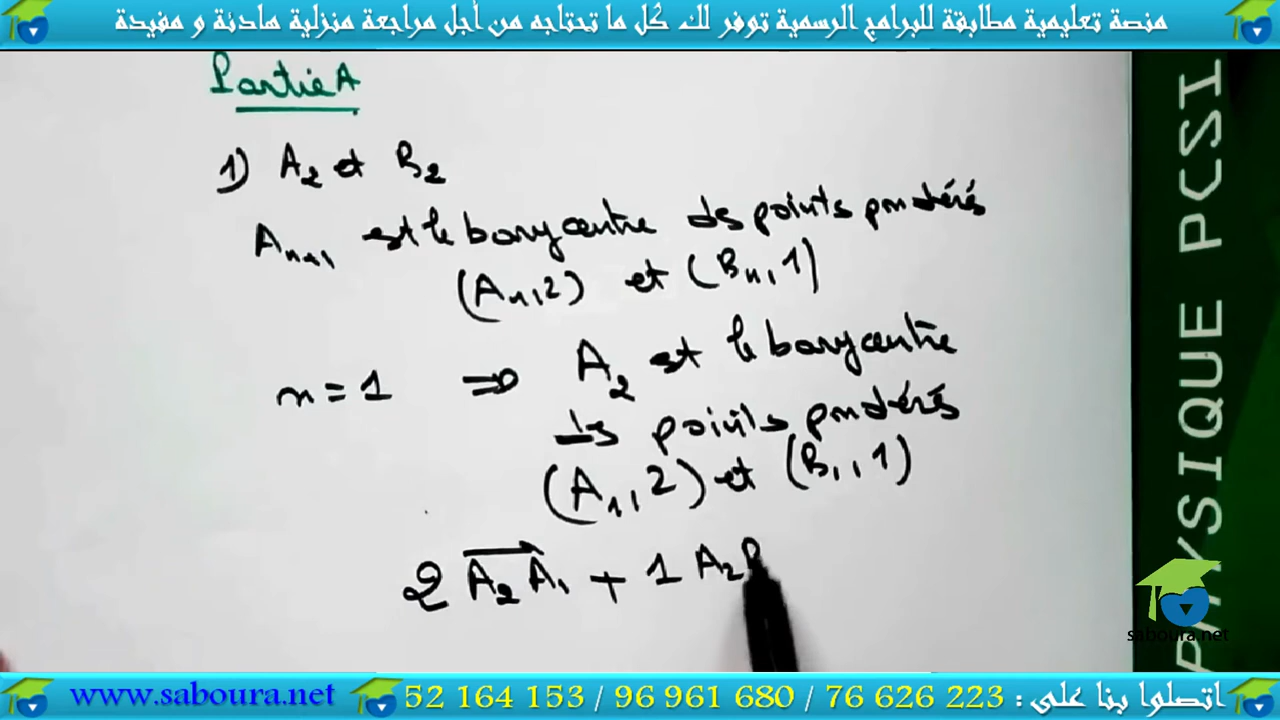 منصة تعليمية مطابقة للبرامج الرسمية توفر لك كل ما تحتاجه من أجل مراجعة منزلية هادئة و مفيدة
Partie A
1) A₂ et B₂
Aₙ₊₁ est le barycentre des points pondérés
(Aₙ, 2) et (Bₙ, 1)
n = 1 ⇒ A₂ est le barycentre
des points pondérés
(A₁, 2) et (B₁, 1)
2 A₂A₁ + 1 A₂B
PHYSIQUE PCSI
saboura.net
www.saboura.net 52 164 153 / 96 961 680 / 76 626 223 : اتصلوا بنا على